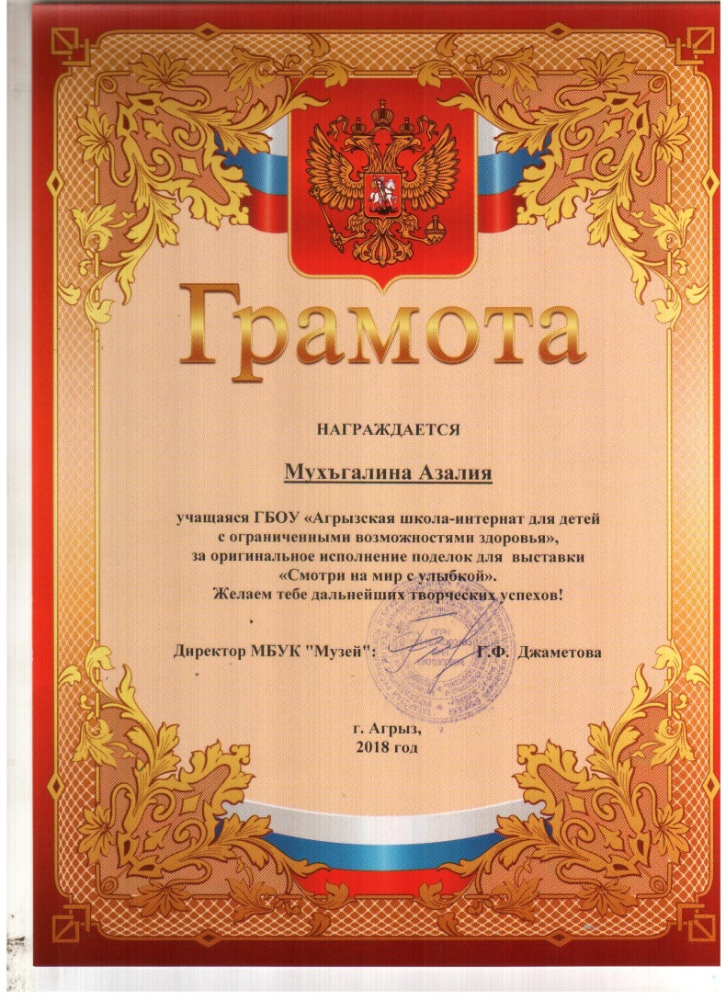 Грамота
НАГРАЖДАЕТСЯ
Мухъгалина Азалия
учащаяся ГБОУ «Агрызская школа-интернат для детей
с ограниченными возможностями здоровья»,
за оригинальное исполнение поделок для выставки
«Смотри на мир с улыбкой».
Желаем тебе дальнейших творческих успехов!
Директор МБУК "Музей": Г.Ф. Джаметова
г. Агрыз,
2018 год